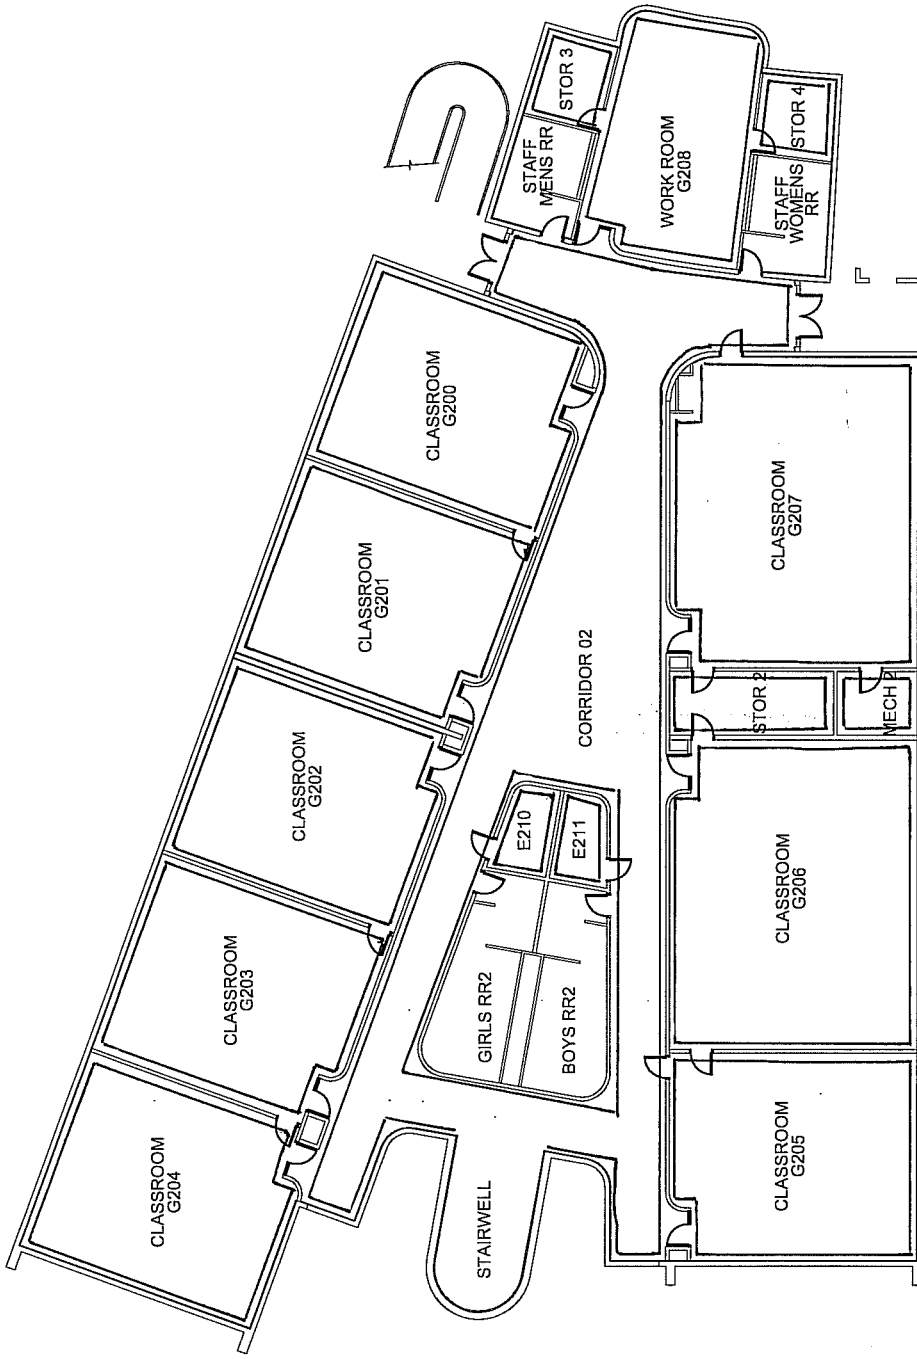 STOR 3
STAFF
MENS RR
WORK ROOM
G208
STOR 4
STAFF
WOMENS
RR
CLASSROOM
G200
CLASSROOM
G201
CLASSROOM
G207
CORRIDOR 02
STOR 2
MECH 2
CLASSROOM
G202
E210
E211
CLASSROOM
G206
CLASSROOM
G203
GIRLS RR2
BOYS RR2
CLASSROOM
G204
STAIRWELL
CLASSROOM
G205